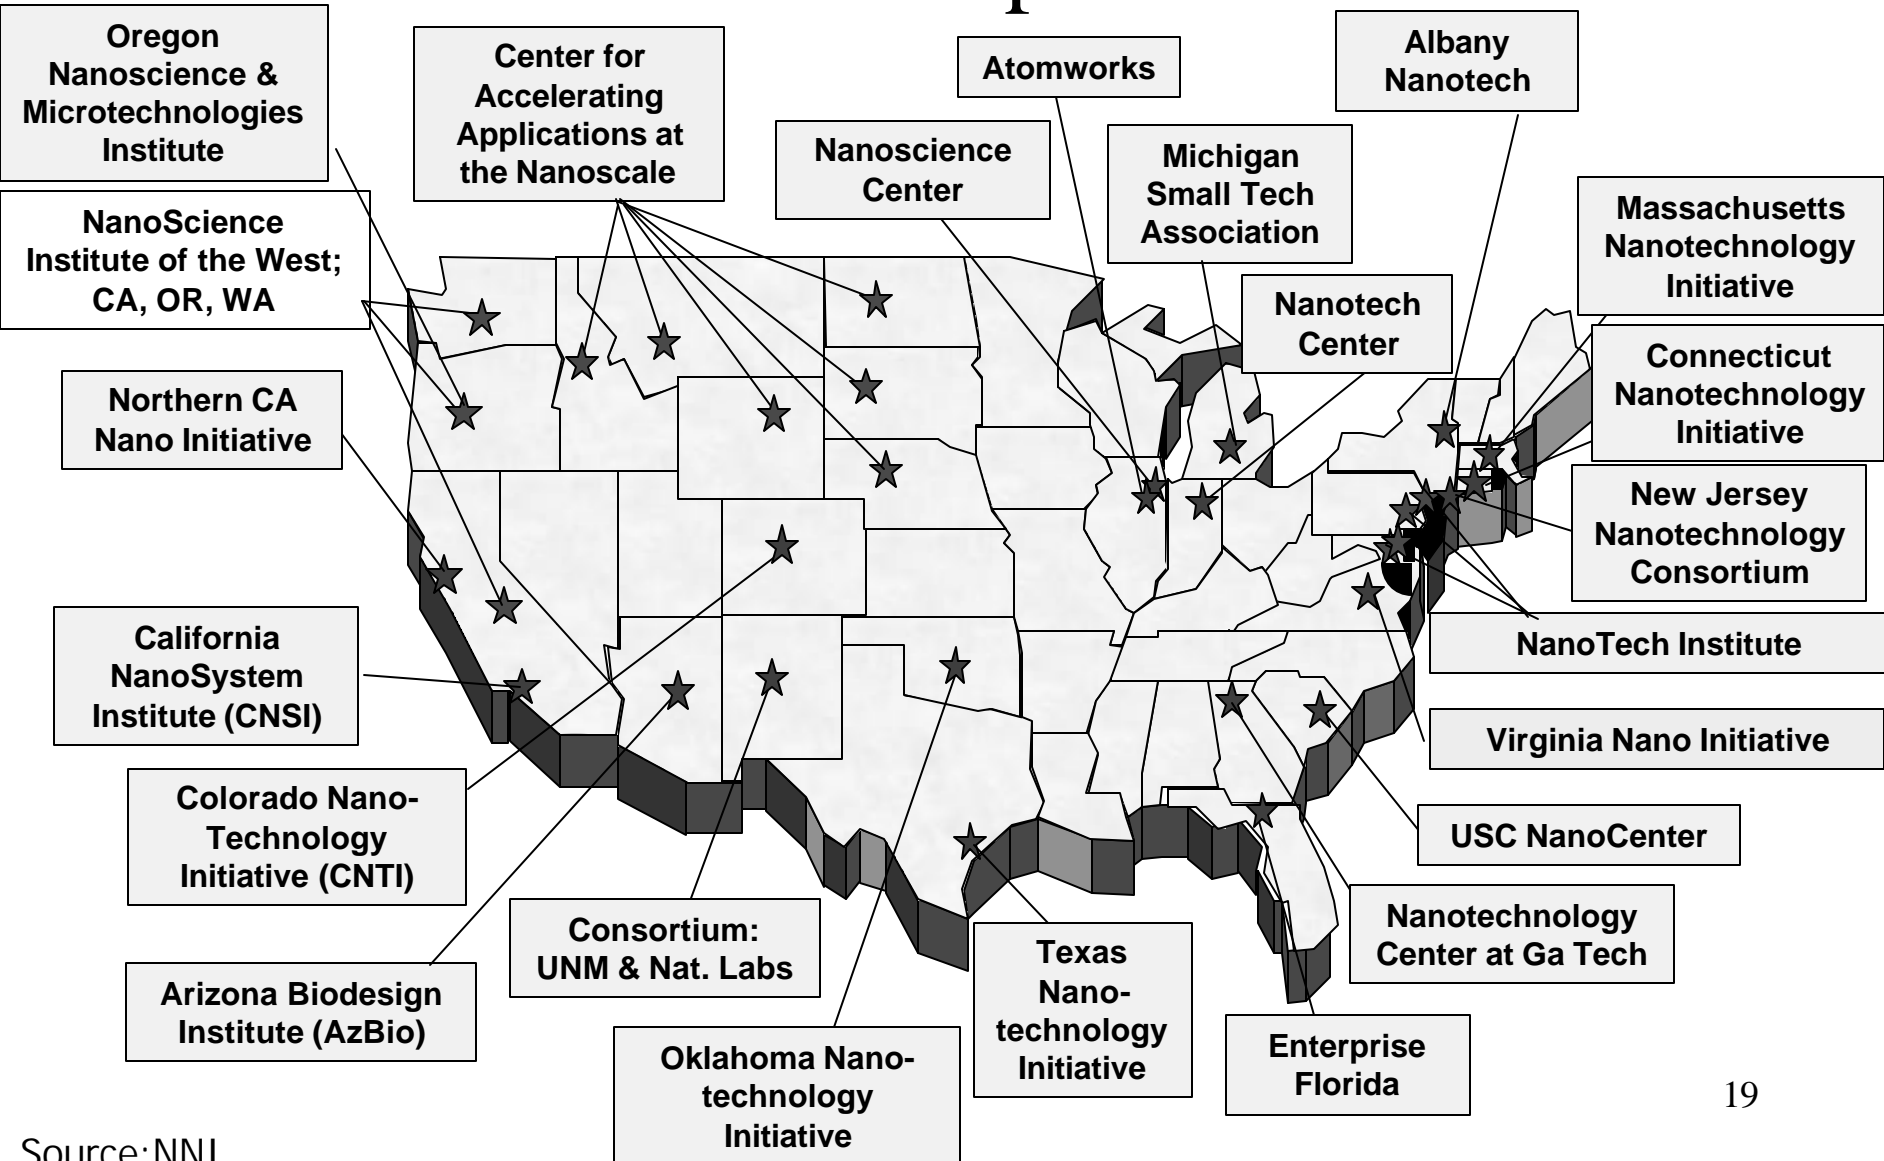 Oregon
Nanoscience &
Microtechnologies
Institute
Center for
Accelerating
Applications at
the Nanoscale
Atomworks
Albany
Nanotech
Nanoscience
Center
Michigan
Small Tech
Association
Massachusetts
Nanotechnology
Initiative
NanoScience
Institute of the West;
CA, OR, WA
Nanotech
Center
Connecticut
Nanotechnology
Initiative
Northern CA
Nano Initiative
New Jersey
Nanotechnology
Consortium
California
NanoSystem
Institute (CNSI)
NanoTech Institute
Virginia Nano Initiative
Colorado Nano-
Technology
Initiative (CNTI)
USC NanoCenter
Nanotechnology
Center at Ga Tech
Consortium:
UNM & Nat. Labs
Texas
Nano-
technology
Initiative
Arizona Biodesign
Institute (AzBio)
Enterprise
Florida
Oklahoma Nano-
technology
Initiative
19
Source: NNI